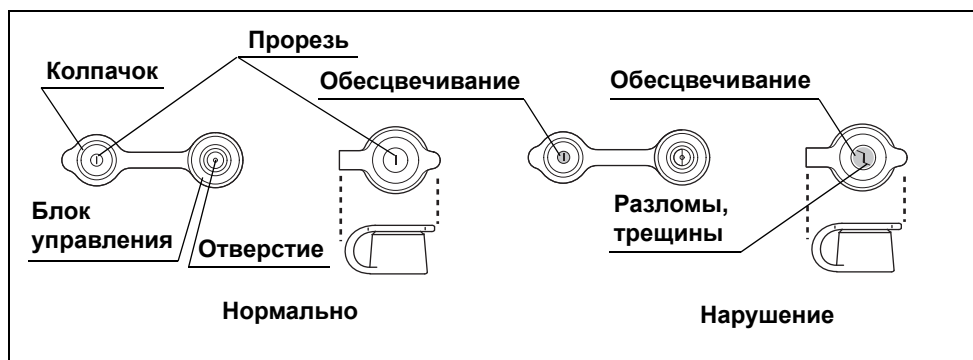 Прорезь
Колпачок
Обесцвечивание
Обесцвечивание
Блок
управления
Отверстие
Разломы,
трещины
Нормально
Нарушение